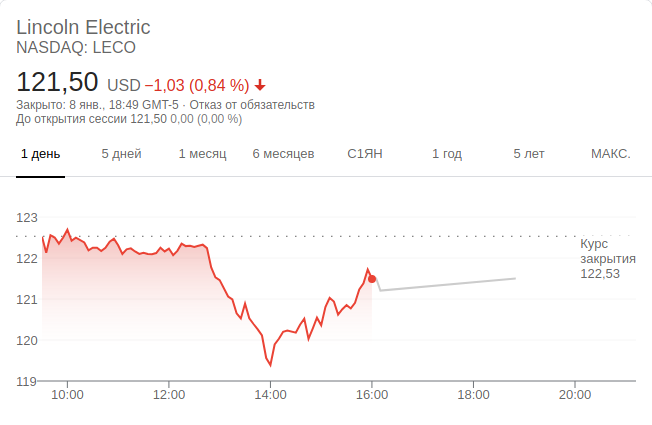 Lincoln Electric
NASDAQ: LECO
121,50 USD −1,03 (0,84 %)
Закрыто: 8 янв., 18:49 GMT-5 · Отказ от обязательств
До открытия сессии 121,50 0,00 (0,00 %)
1 день 5 дней 1 месяц 6 месяцев С1ЯН 1 год 5 лет МАКС.
123
122
121
120
119
Курс
закрытия
122,53
10:00 12:00 14:00 16:00 18:00 20:00